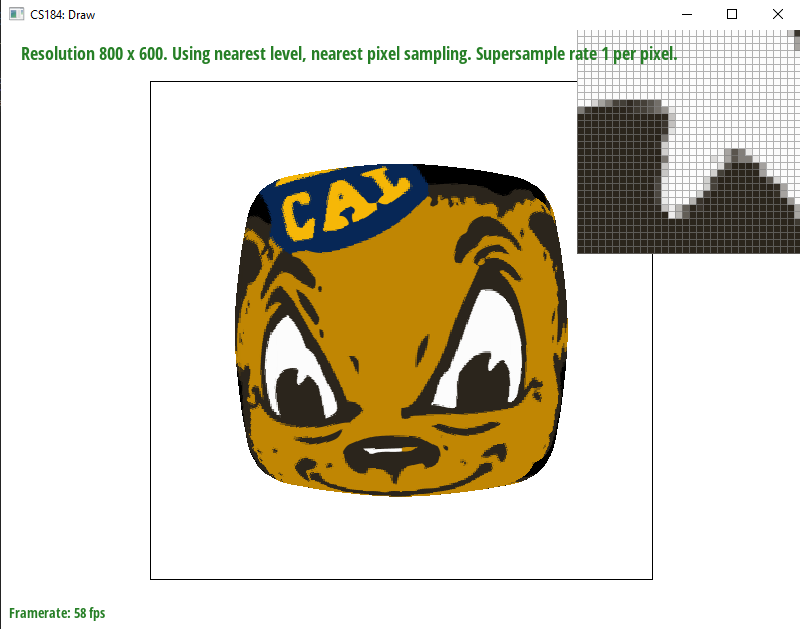 CS184: Draw
Resolution 800 x 600. Using nearest level, nearest pixel sampling. Supersample rate 1 per pixel.
CAL
Framerate: 58 fps